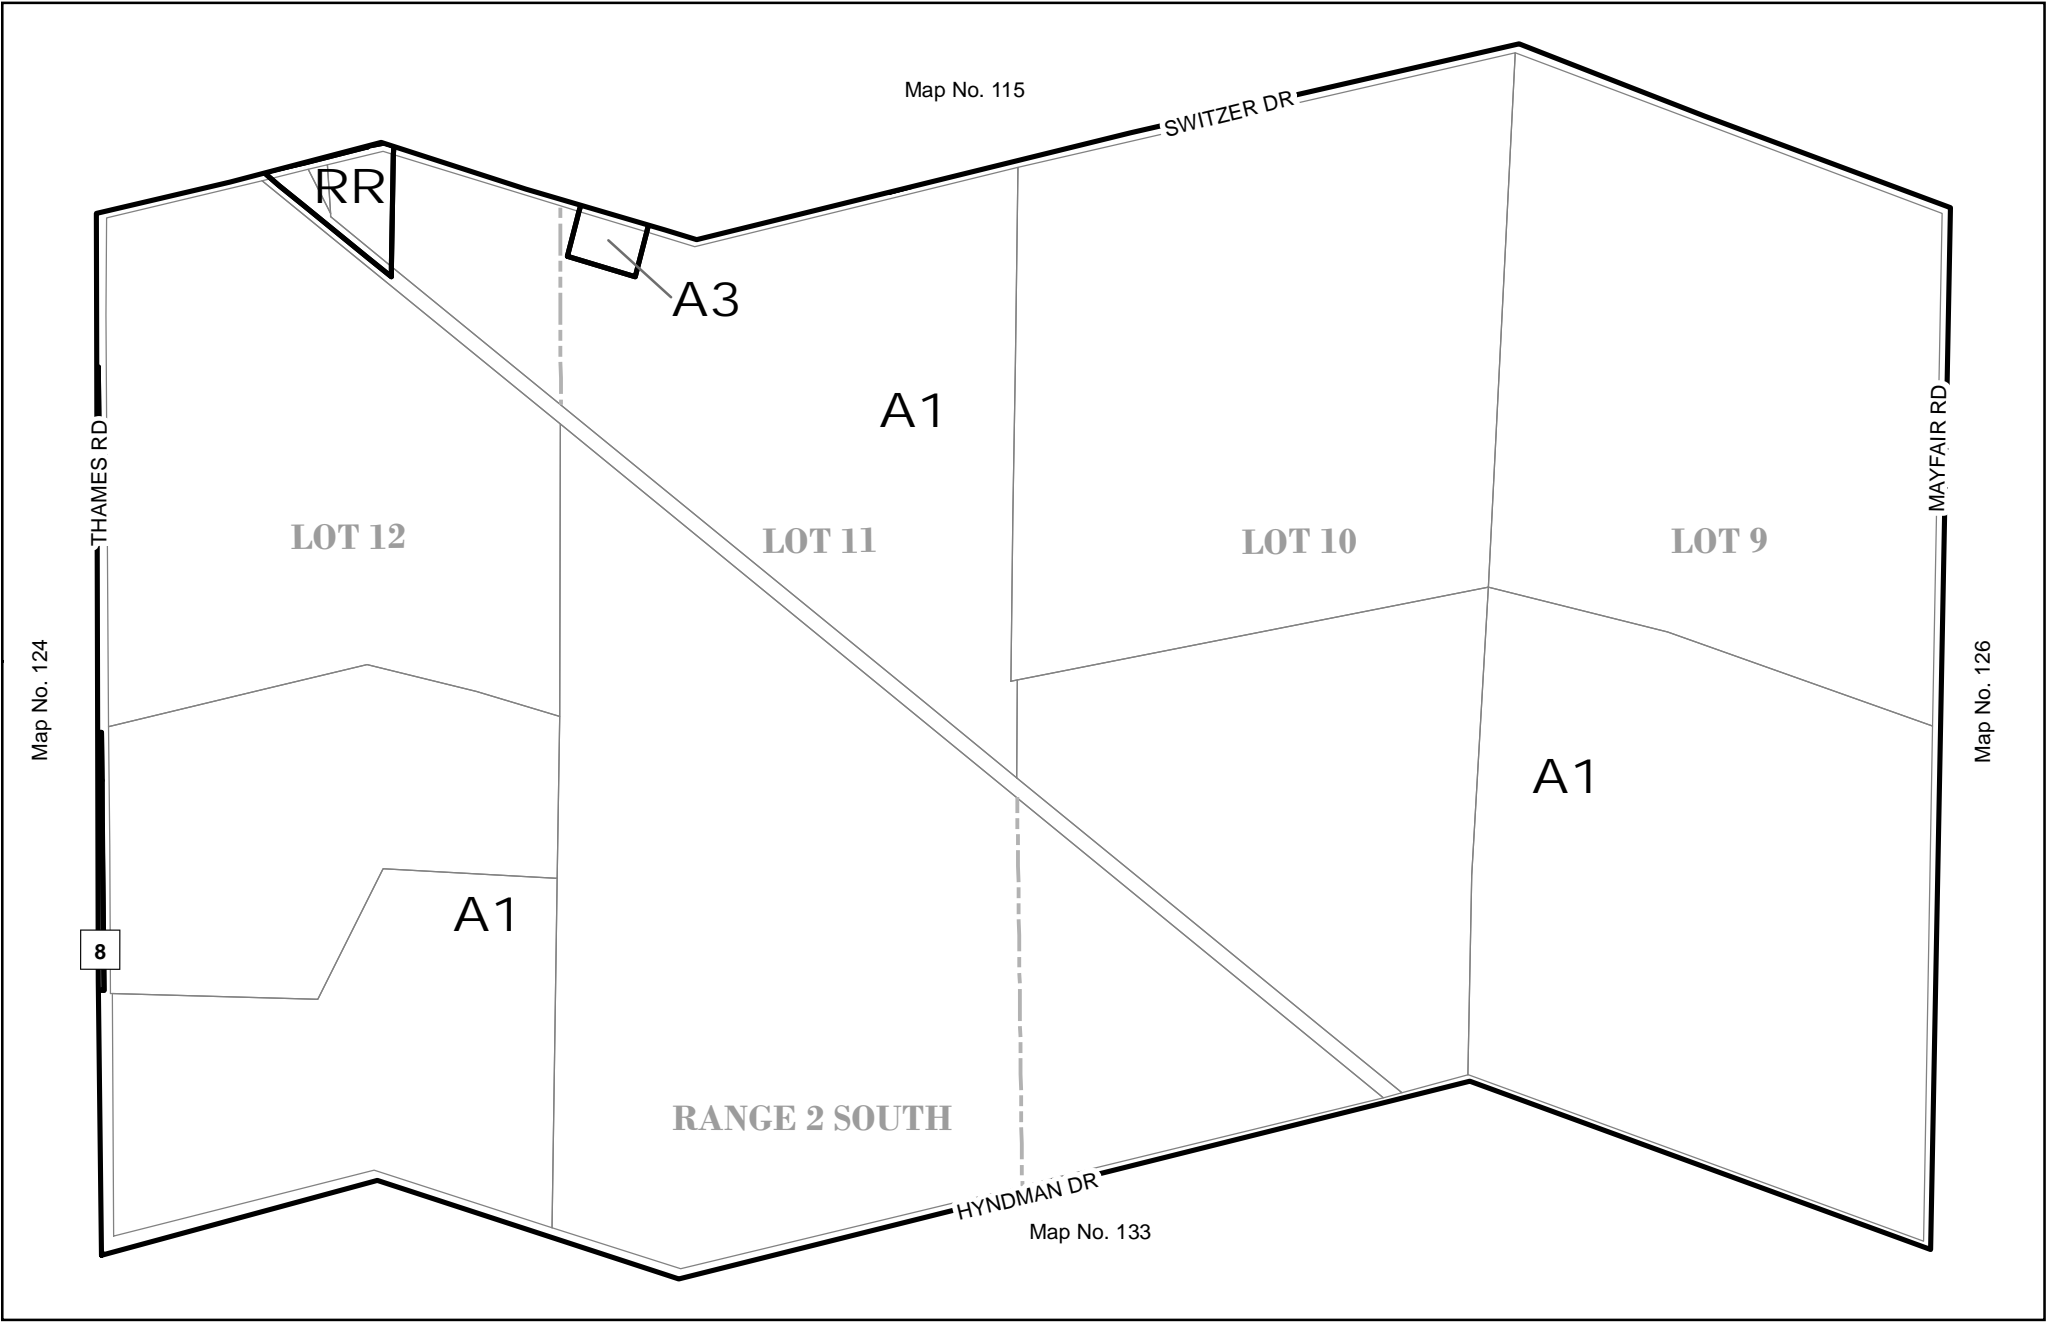 Map No. 115
SWITZER DR
RR
A3
A1
THAMES RD
MAYFAIR RD
LOT 12
LOT 11
LOT 10
LOT 9
Map No. 124
Map No. 126
A1
A1
8
RANGE 2 SOUTH
HYNDMAN DR
Map No. 133